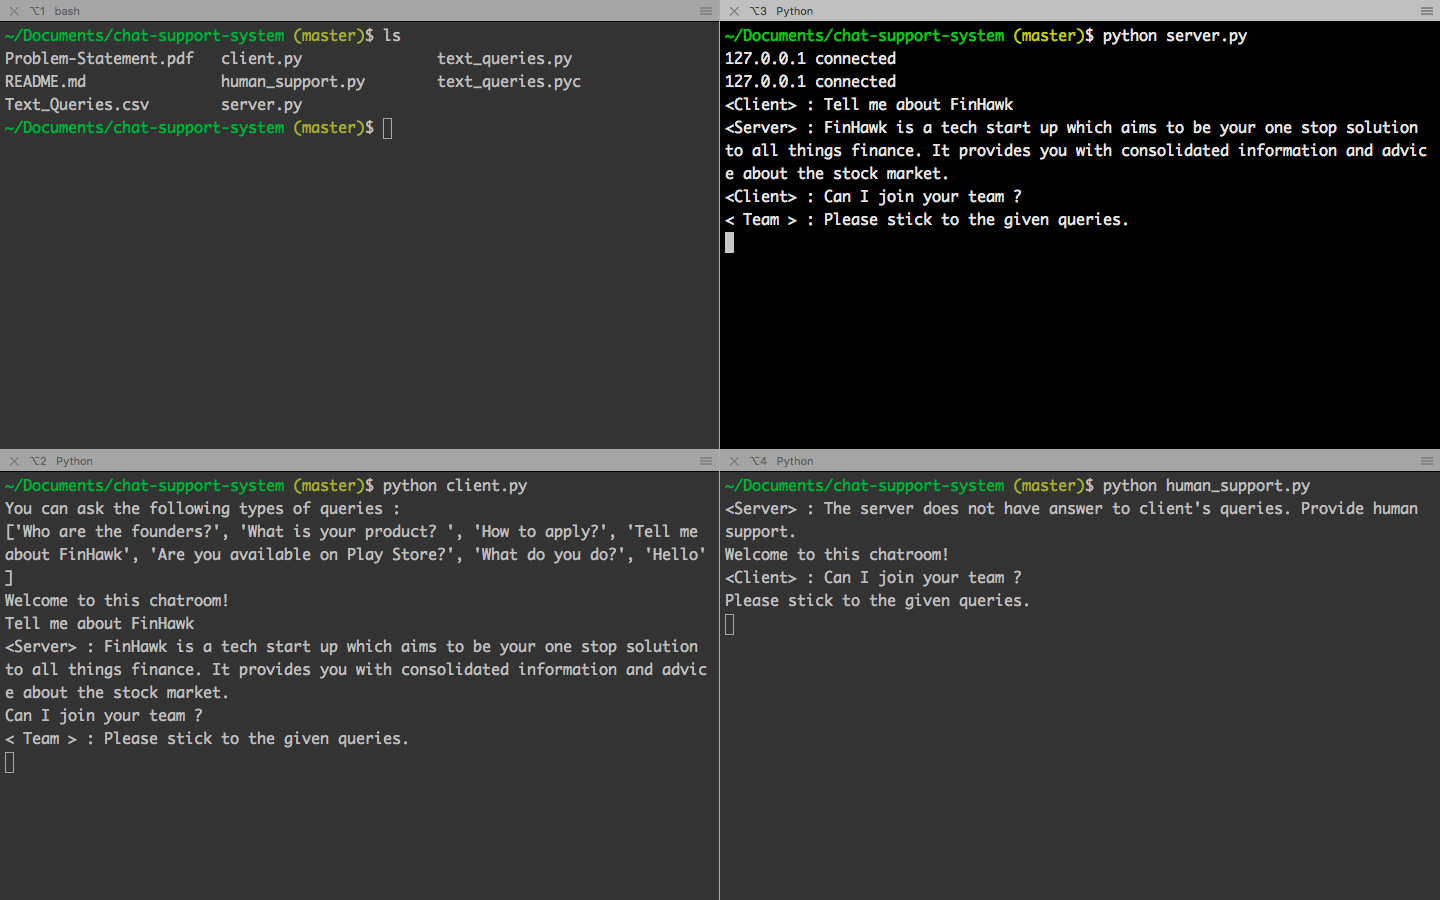 ⌥1 bash
~/Documents/chat-support-system (master)$ ls
Problem-Statement.pdf client.py text_queries.py
README.md human_support.py text_queries.pyc
Text_Queries.csv server.py
~/Documents/chat-support-system (master)$
⌥3 Python
~/Documents/chat-support-system (master)$ python server.py
127.0.0.1 connected
127.0.0.1 connected
<Client> : Tell me about FinHawk
<Server> : FinHawk is a tech start up which aims to be your one stop solution
to all things finance. It provides you with consolidated information and advic
e about the stock market.
<Client> : Can I join your team ?
< Team > : Please stick to the given queries.
⌥2 Python
~/Documents/chat-support-system (master)$ python client.py
You can ask the following types of queries :
['Who are the founders?', 'What is your product? ', 'How to apply?', 'Tell me
about FinHawk', 'Are you available on Play Store?', 'What do you do?', 'Hello'
]
Welcome to this chatroom!
Tell me about FinHawk
<Server> : FinHawk is a tech start up which aims to be your one stop solution
to all things finance. It provides you with consolidated information and advic
e about the stock market.
Can I join your team ?
< Team > : Please stick to the given queries.
⌥4 Python
~/Documents/chat-support-system (master)$ python human_support.py
<Server> : The server does not have answer to client's queries. Provide human
support.
Welcome to this chatroom!
<Client> : Can I join your team ?
Please stick to the given queries.